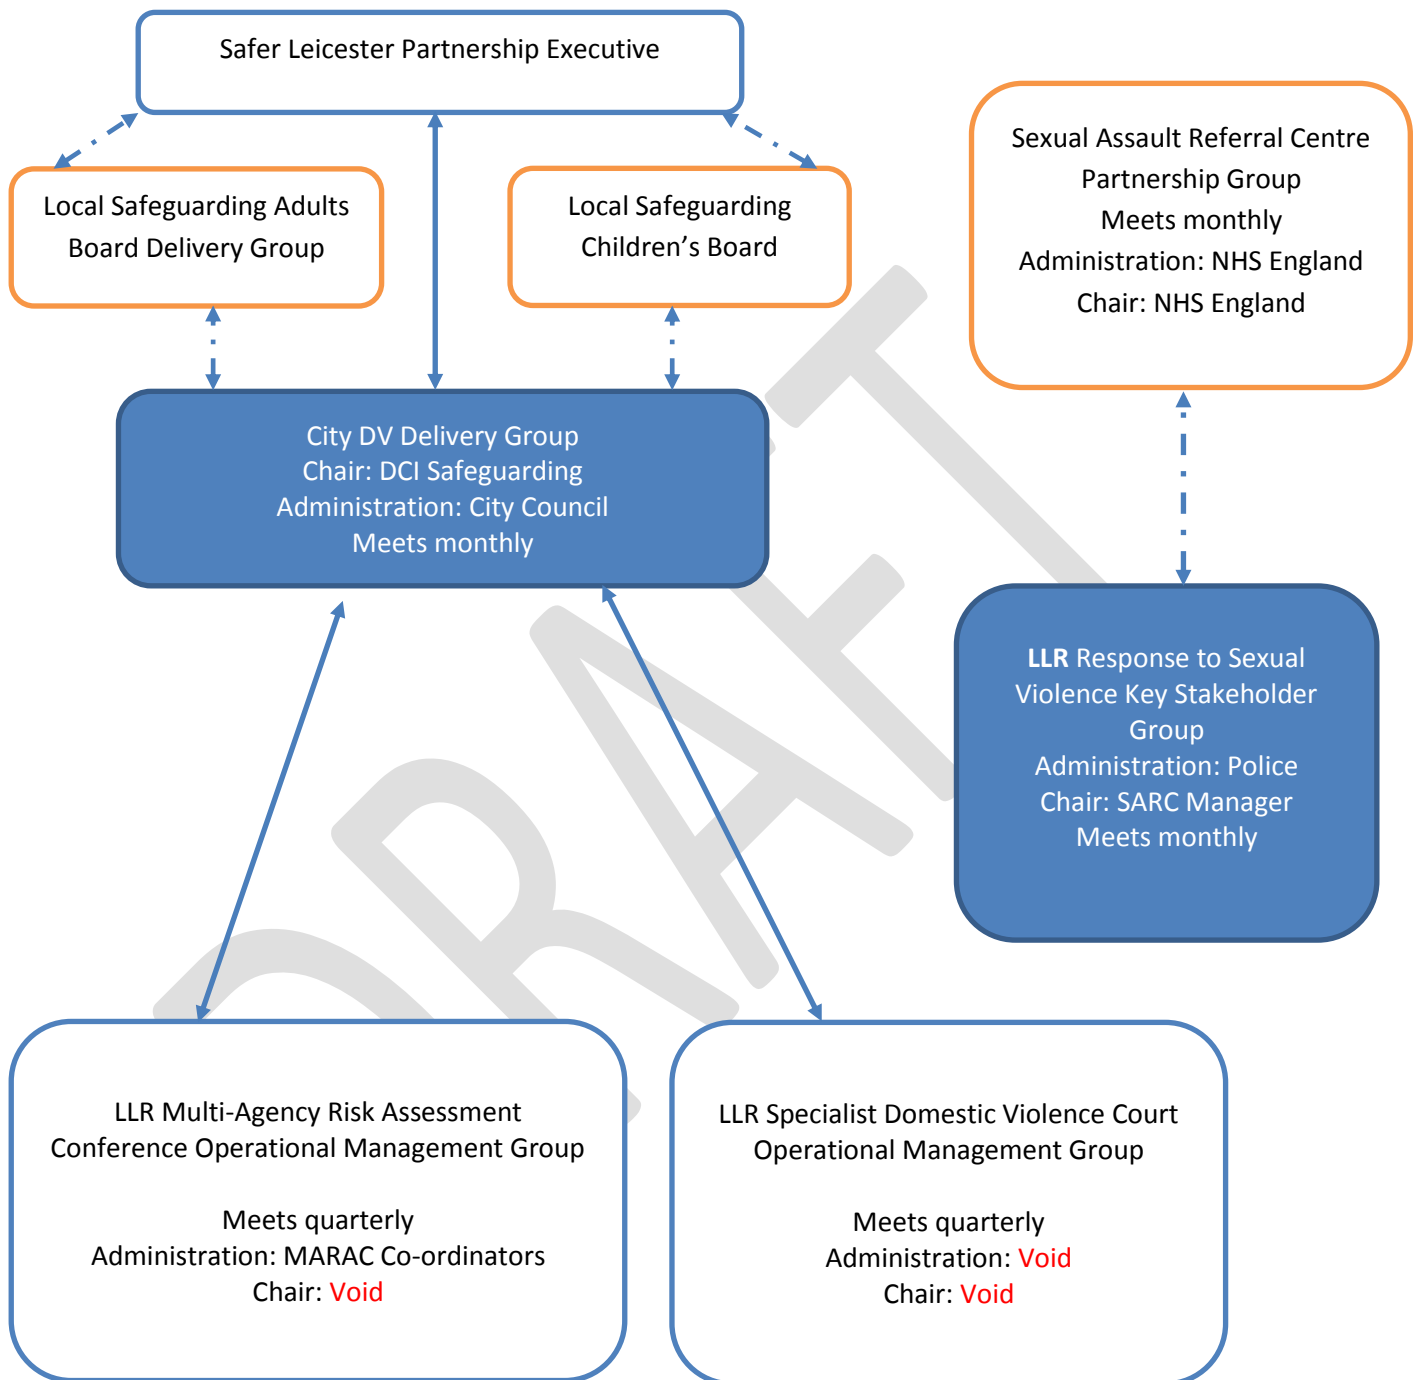 Safer Leicester Partnership Executive
Local Safeguarding Adults
Board Delivery Group
Local Safeguarding
Children’s Board
Sexual Assault Referral Centre
Partnership Group
Meets monthly
Administration: NHS England
Chair: NHS England
City DV Delivery Group
Chair: DCI Safeguarding
Administration: City Council
Meets monthly
LLR Response to Sexual
Violence Key Stakeholder
Group
Administration: Police
Chair: SARC Manager
Meets monthly
LLR Multi-Agency Risk Assessment
Conference Operational Management Group
Meets quarterly
Administration: MARAC Co-ordinators
Chair: Void
LLR Specialist Domestic Violence Court
Operational Management Group
Meets quarterly
Administration: Void
Chair: Void
DRAFT